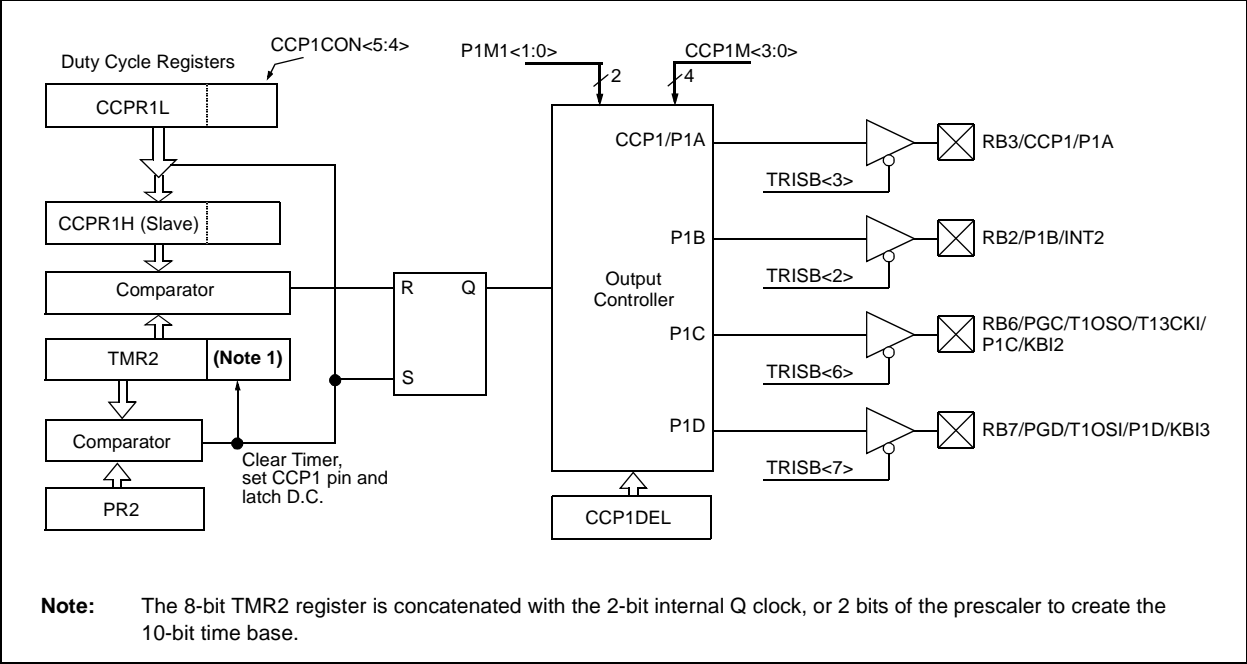 CCP1CON<5:4>
Duty Cycle Registers
CCPR1L
CCPR1H (Slave)
Comparator
TMR2
(Note 1)
Comparator
PR2
Clear Timer,
set CCP1 pin and
latch D.C.
R
Q
S
P1M1<1:0>
2
CCP1M<3:0>
4
Output
Controller
CCP1/P1A
TRISB<3>
RB3/CCP1/P1A
P1B
TRISB<2>
RB2/P1B/INT2
P1C
TRISB<6>
RB6/PGC/T1OSO/T13CKI/
P1C/KBI2
P1D
TRISB<7>
RB7/PGD/T1OSI/P1D/KBI3
CCP1DEL
Note: The 8-bit TMR2 register is concatenated with the 2-bit internal Q clock, or 2 bits of the prescaler to create the
10-bit time base.